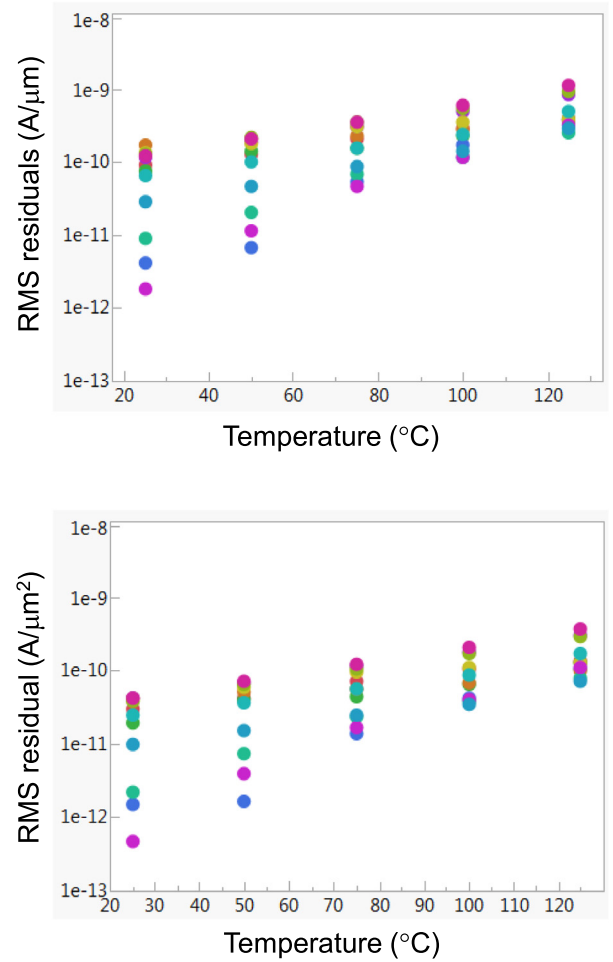 1e-8
1e-9
1e-10
1e-11
1e-12
1e-13
RMS residuals (A/μm)
20 40 60 80 100 120
Temperature (°C)
1e-8
1e-9
1e-10
1e-11
1e-12
1e-13
RMS residual (A/μm²)
20 30 40 50 60 70 80 90 100 110 120
Temperature (°C)